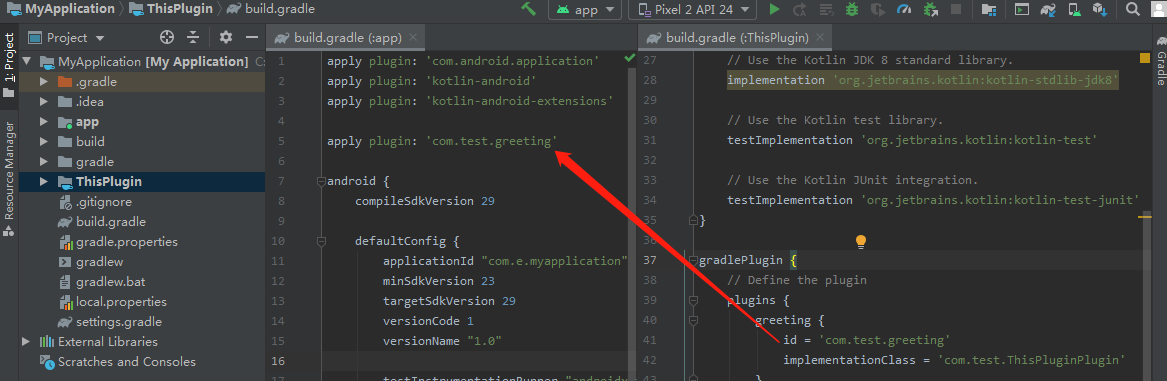 MyApplication ThisPlugin build.gradle app Pixel 2 API 24
1: Project
Resource Manager
Project
MyApplication [My Application]
.gradle
.idea
app
build
gradle
ThisPlugin
.gitignore
build.gradle
gradle.properties
gradlew
gradlew.bat
local.properties
settings.gradle
External Libraries
Scratches and Consoles
build.gradle (:app)
1 apply plugin: 'com.android.application'
2 apply plugin: 'kotlin-android'
3 apply plugin: 'kotlin-android-extensions'
4
5 apply plugin: 'com.test.greeting'
6
7 android {
8 compileSdkVersion 29
9
10 defaultConfig {
11 applicationId "com.e.myapplication"
12 minSdkVersion 23
13 targetSdkVersion 29
14 versionCode 1
15 versionName "1.0"
16
build.gradle (:ThisPlugin)
27 // Use the Kotlin JDK 8 standard library.
28 implementation 'org.jetbrains.kotlin:kotlin-stdlib-jdk8'
29
30 // Use the Kotlin test library.
31 testImplementation 'org.jetbrains.kotlin:kotlin-test'
32
33 // Use the Kotlin JUnit integration.
34 testImplementation 'org.jetbrains.kotlin:kotlin-test-junit'
35 }
36
37 gradlePlugin {
38 // Define the plugin
39 plugins {
40 greeting {
41 id = 'com.test.greeting'
42 implementationClass = 'com.test.ThisPluginPlugin'
Gradle